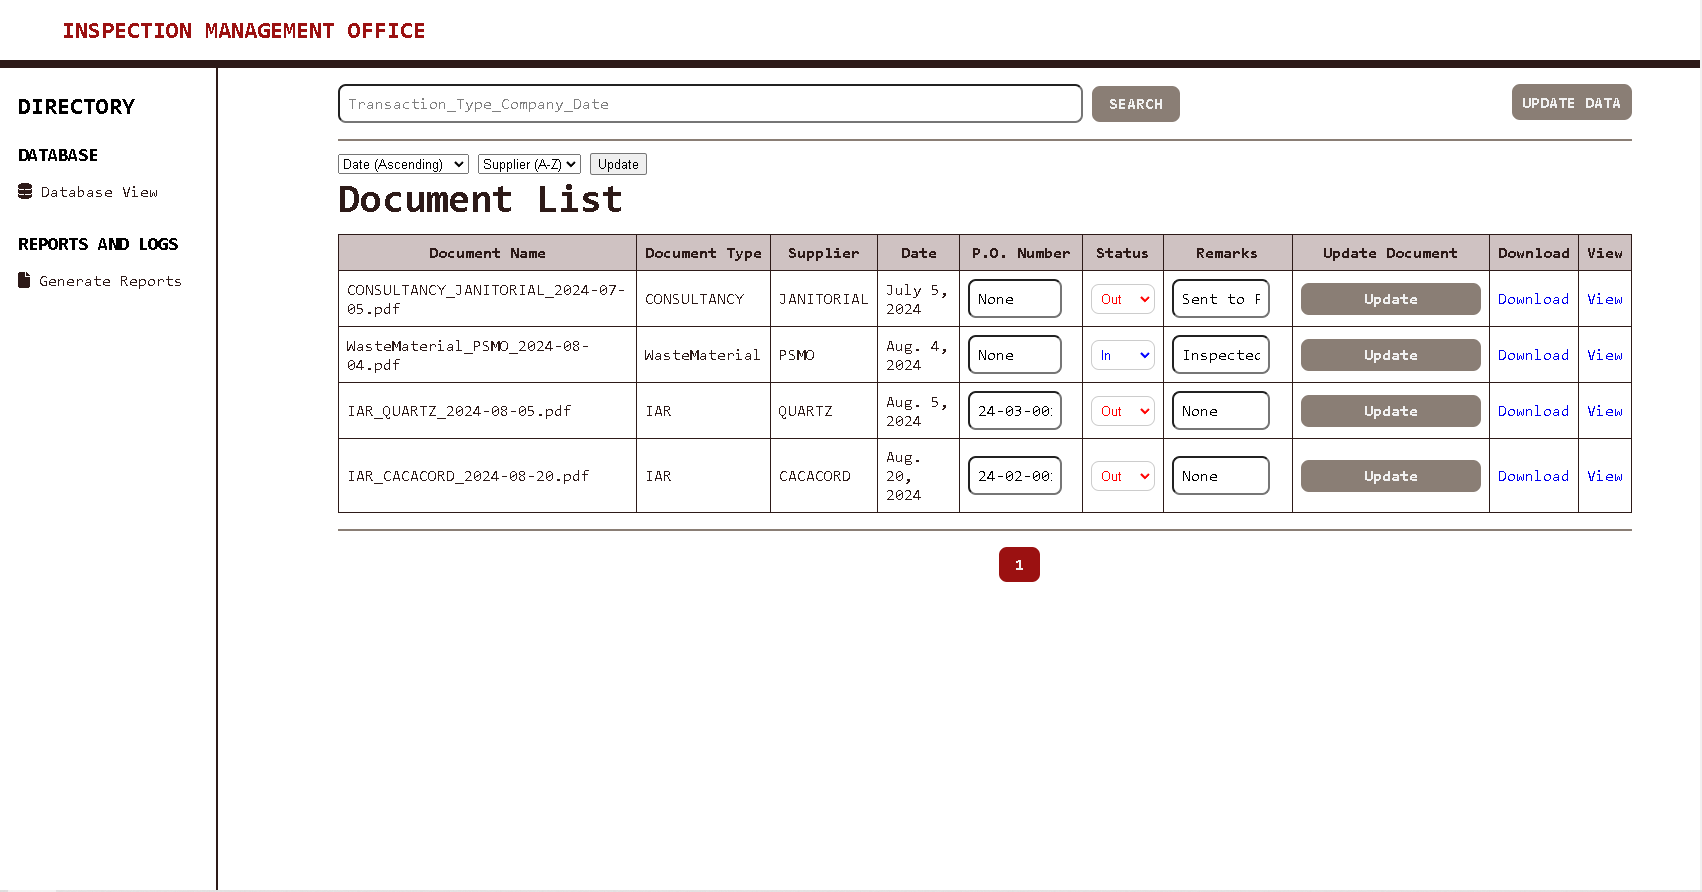 INSPECTION MANAGEMENT OFFICE
DIRECTORY
DATABASE
Database View
REPORTS AND LOGS
Generate Reports
Transaction_Type_Company_Date
SEARCH
UPDATE DATA
Date (Ascending) Supplier (A-Z) Update
Document List
Document Name Document Type Supplier Date P.O. Number Status Remarks Update Document Download View
CONSULTANCY_JANITORIAL_2024-07-
05.pdf
CONSULTANCY
JANITORIAL
July 5,
2024
None
Out
Sent to
Update
Download
View
WasteMaterial_PSMO_2024-08-
04.pdf
WasteMaterial
PSMO
Aug. 4,
2024
None
In
Inspected
Update
Download
View
IAR_QUARTZ_2024-08-05.pdf
IAR
QUARTZ
Aug. 5,
2024
24-03-00
Out
None
Update
Download
View
IAR_CACACORD_2024-08-20.pdf
IAR
CACACORD
Aug.
20,
2024
24-02-00
Out
None
Update
Download
View
1